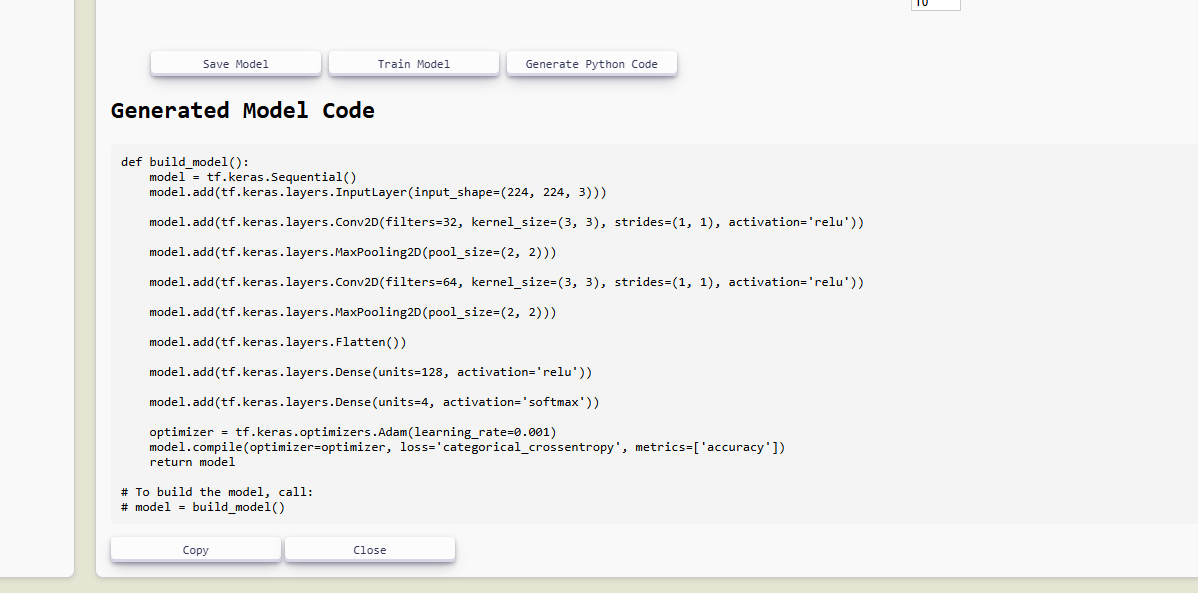 10
Save Model Train Model Generate Python Code
Generated Model Code
def build_model():
    model = tf.keras.Sequential()
    model.add(tf.keras.layers.InputLayer(input_shape=(224, 224, 3)))
    model.add(tf.keras.layers.Conv2D(filters=32, kernel_size=(3, 3), strides=(1, 1), activation='relu'))
    model.add(tf.keras.layers.MaxPooling2D(pool_size=(2, 2)))
    model.add(tf.keras.layers.Conv2D(filters=64, kernel_size=(3, 3), strides=(1, 1), activation='relu'))
    model.add(tf.keras.layers.MaxPooling2D(pool_size=(2, 2)))
    model.add(tf.keras.layers.Flatten())
    model.add(tf.keras.layers.Dense(units=128, activation='relu'))
    model.add(tf.keras.layers.Dense(units=4, activation='softmax'))
    optimizer = tf.keras.optimizers.Adam(learning_rate=0.001)
    model.compile(optimizer=optimizer, loss='categorical_crossentropy', metrics=['accuracy'])
    return model
# To build the model, call:
# model = build_model()
Copy Close